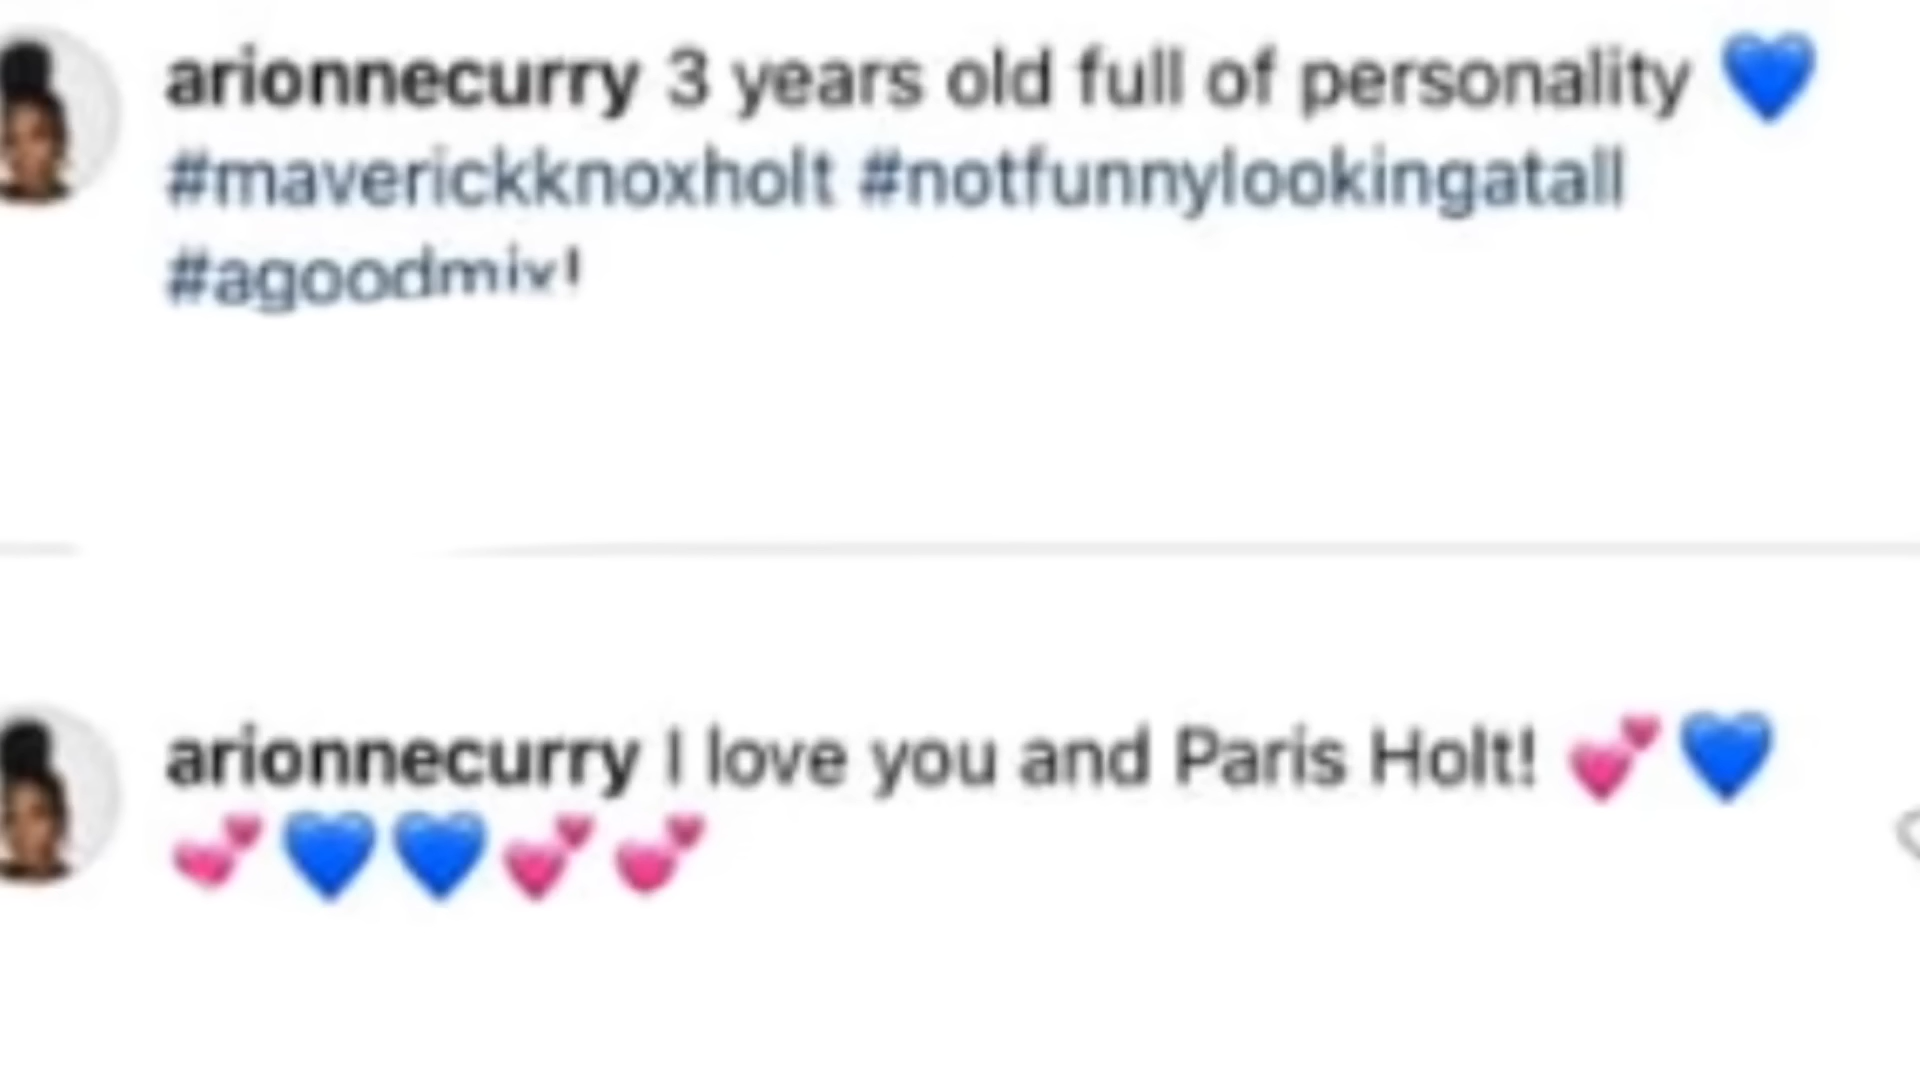 arionnecurry 3 years old full of personality 💙
#maverickknoxholt #notfunnylookingatall
#agoodmix!
arionnecurry I love you and Paris Holt! 💕💙
💕💙💙💕💕